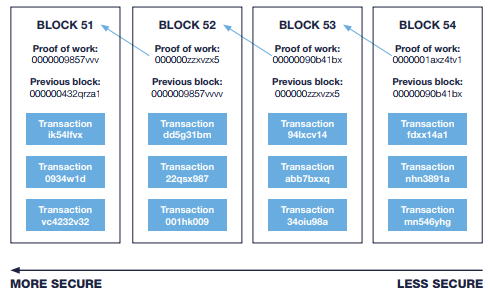 BLOCK 51
Proof of work:
0000009857vvv
Previous block:
000000432qrza1
Transaction
ik54lfvx
Transaction
0934w1d
Transaction
vc4232v32
BLOCK 52
Proof of work:
000000zzxvzx5
Previous block:
0000009857vvvv
Transaction
dd5g31bm
Transaction
22qsx987
Transaction
001hk009
BLOCK 53
Proof of work:
00000090b41bx
Previous block:
000000zzxvzx5
Transaction
94lxcv14
Transaction
abb7bxxq
Transaction
34oiu98a
BLOCK 54
Proof of work:
0000001axz4tv1
Previous block:
00000090b41bx
Transaction
fdxx14a1
Transaction
nhn3891a
Transaction
mn546yhg
MORE SECURE
LESS SECURE